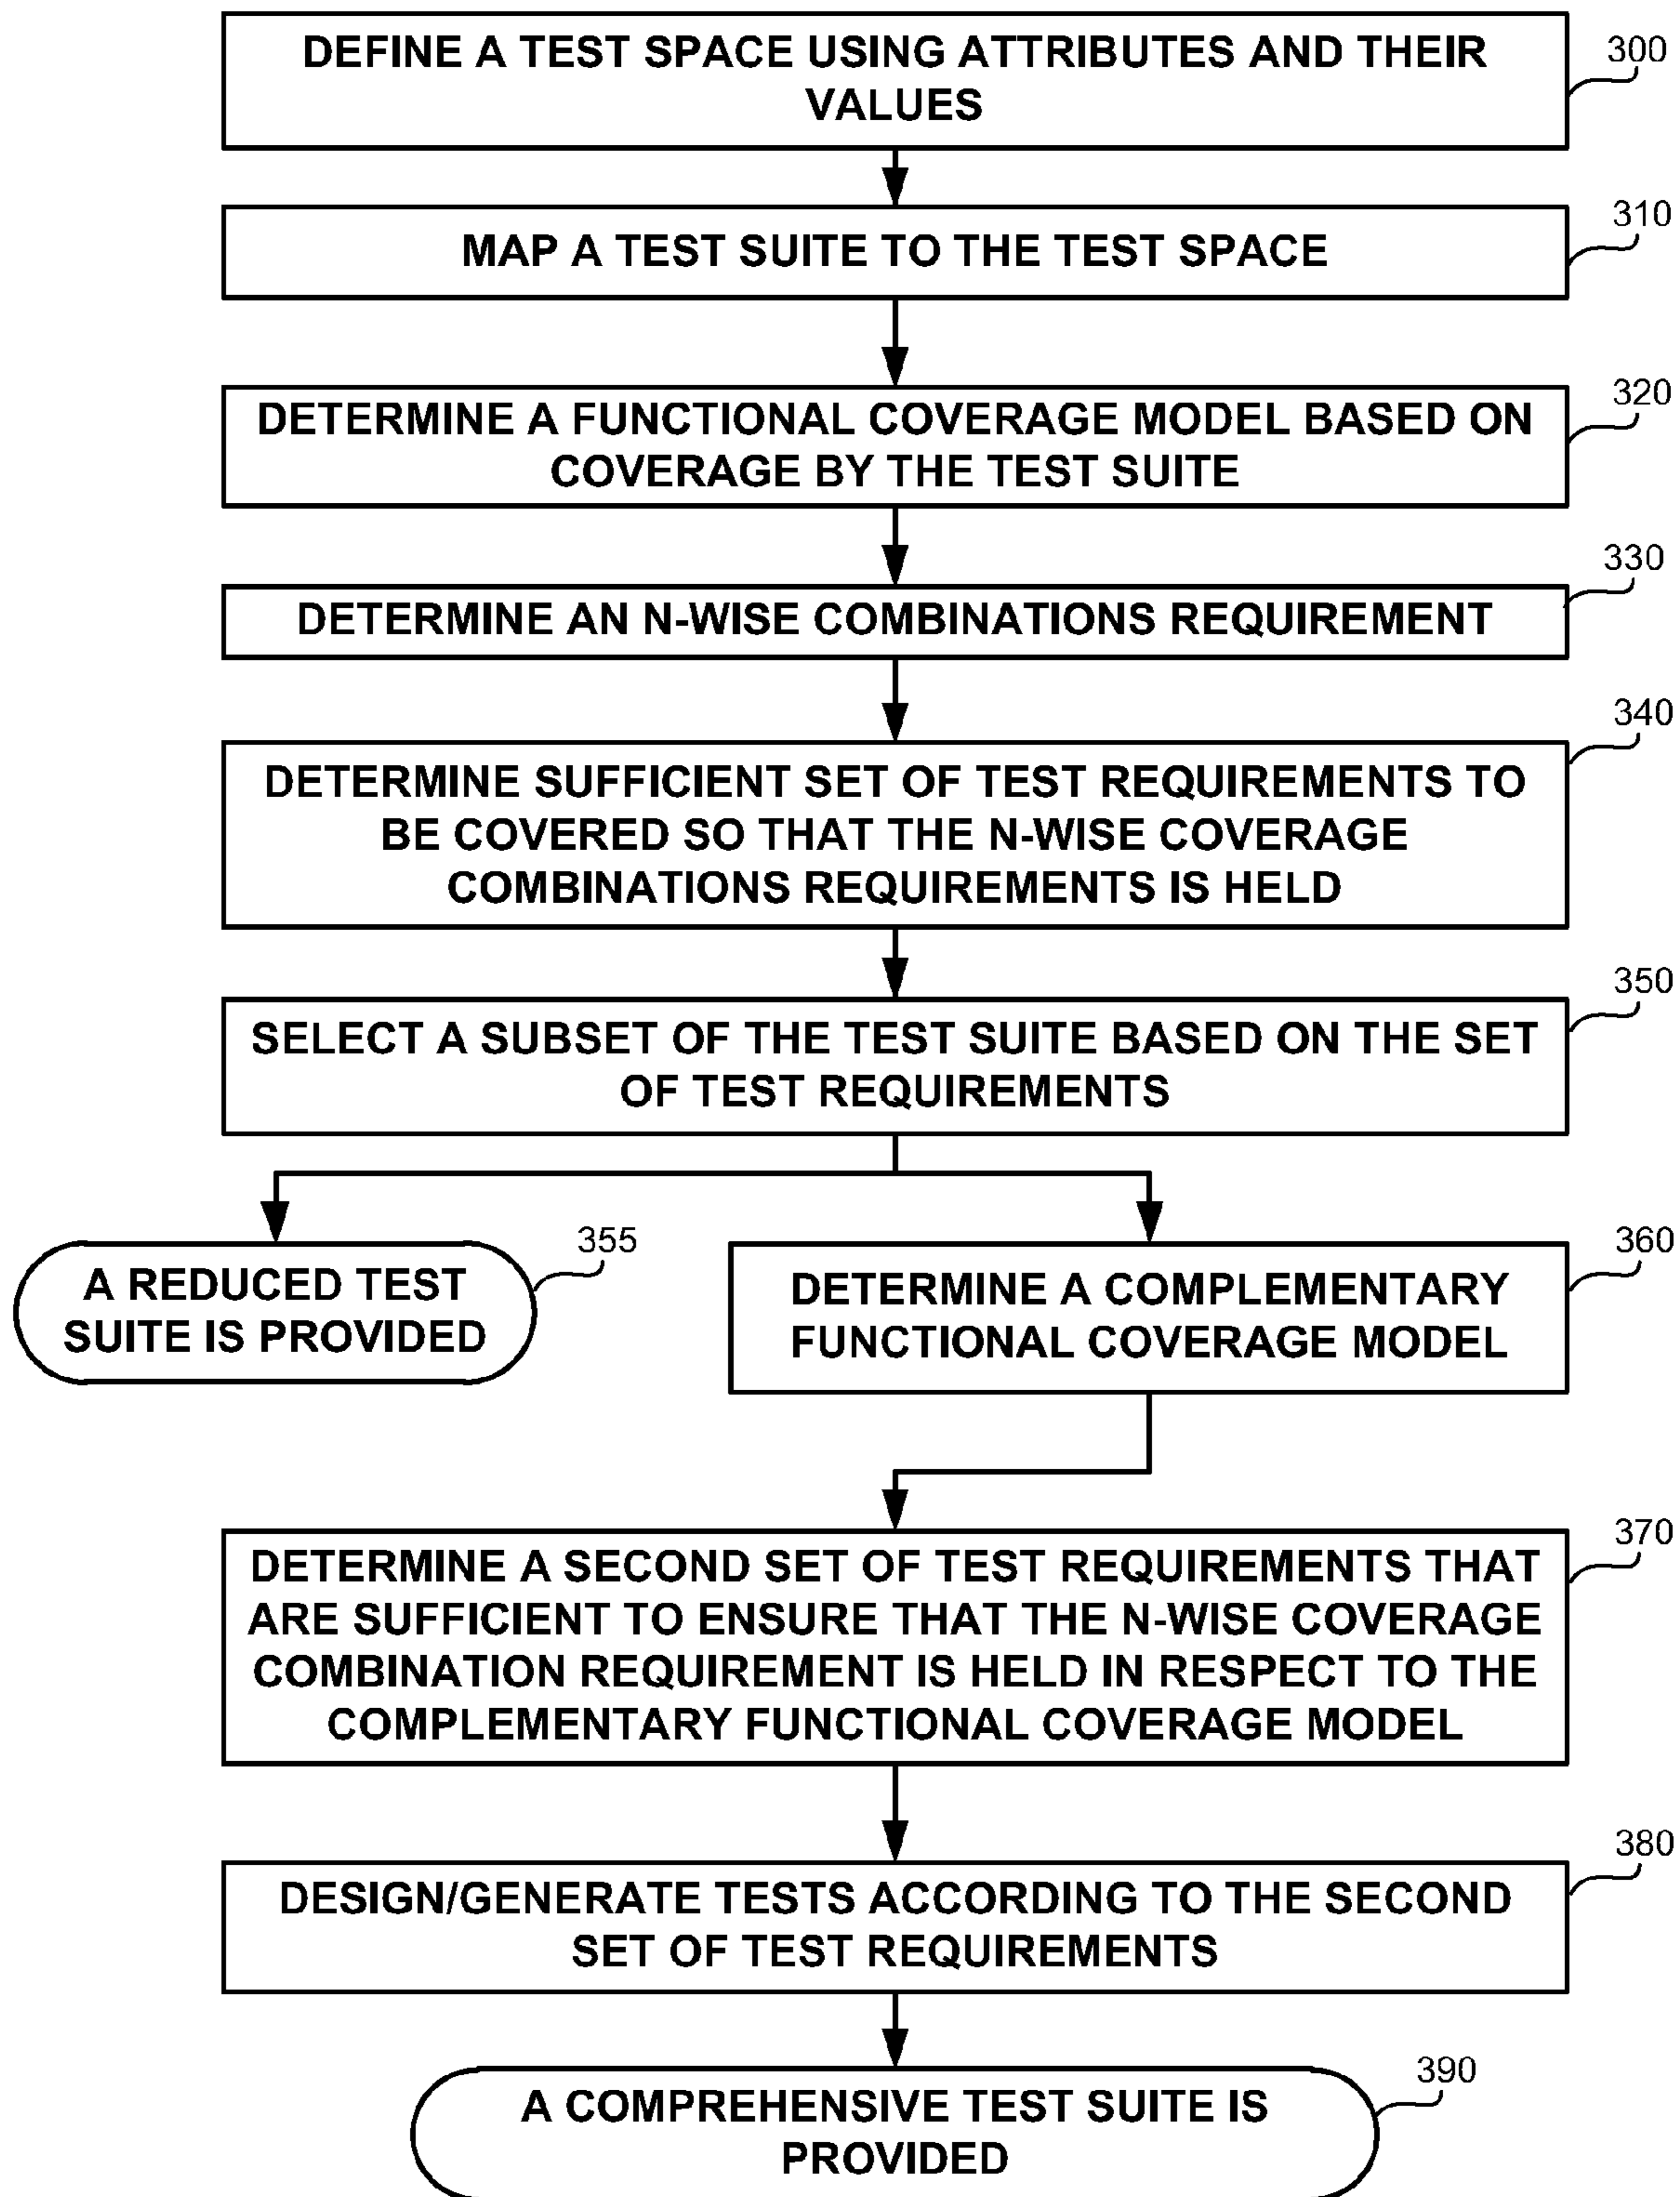 DEFINE A TEST SPACE USING ATTRIBUTES AND THEIR
VALUES
300
MAP A TEST SUITE TO THE TEST SPACE
310
DETERMINE A FUNCTIONAL COVERAGE MODEL BASED ON
COVERAGE BY THE TEST SUITE
320
DETERMINE AN N-WISE COMBINATIONS REQUIREMENT
330
DETERMINE SUFFICIENT SET OF TEST REQUIREMENTS TO
BE COVERED SO THAT THE N-WISE COVERAGE
COMBINATIONS REQUIREMENTS IS HELD
340
SELECT A SUBSET OF THE TEST SUITE BASED ON THE SET
OF TEST REQUIREMENTS
350
A REDUCED TEST
SUITE IS PROVIDED
355
DETERMINE A COMPLEMENTARY
FUNCTIONAL COVERAGE MODEL
360
DETERMINE A SECOND SET OF TEST REQUIREMENTS THAT
ARE SUFFICIENT TO ENSURE THAT THE N-WISE COVERAGE
COMBINATION REQUIREMENT IS HELD IN RESPECT TO THE
COMPLEMENTARY FUNCTIONAL COVERAGE MODEL
370
DESIGN/GENERATE TESTS ACCORDING TO THE SECOND
SET OF TEST REQUIREMENTS
380
A COMPREHENSIVE TEST SUITE IS
PROVIDED
390